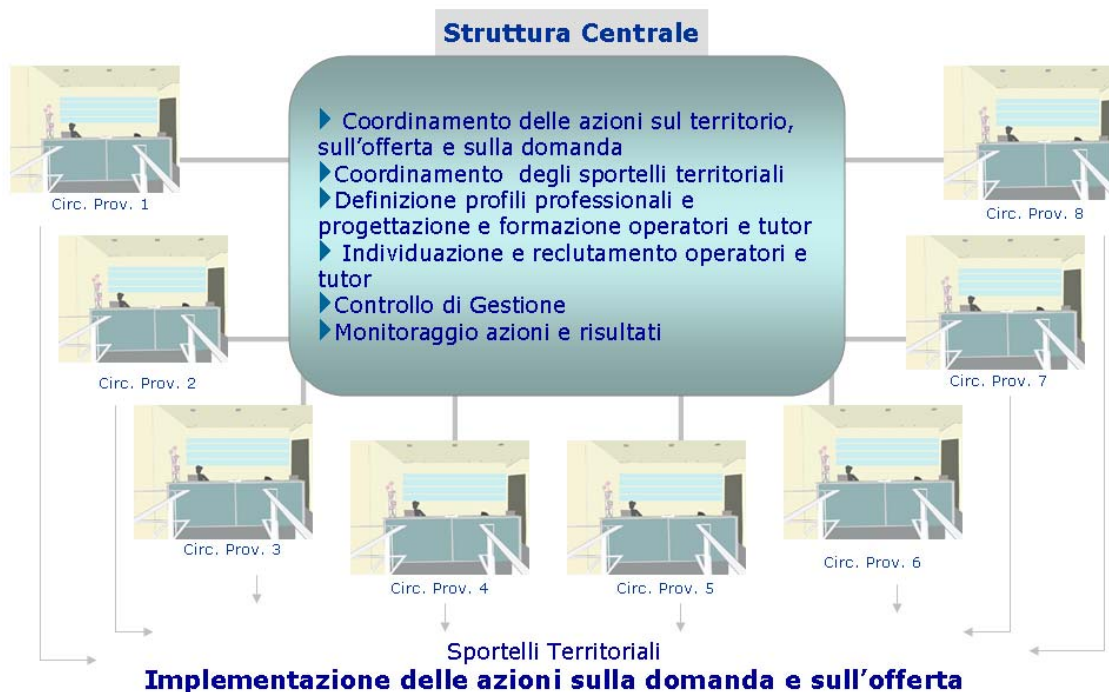 Struttura Centrale
Coordinamento delle azioni sul territorio,
sull'offerta e sulla domanda
Coordinamento degli sportelli territoriali
Definizione profili professionali e
progettazione e formazione operatori e tutor
Individuazione e reclutamento operatori e
tutor
Controllo di Gestione
Monitoraggio azioni e risultati
Circ. Prov. 1
Circ. Prov. 8
Circ. Prov. 2
Circ. Prov. 7
Circ. Prov. 3
Circ. Prov. 6
Circ. Prov. 4
Circ. Prov. 5
Sportelli Territoriali
Implementazione delle azioni sulla domanda e sull'offerta